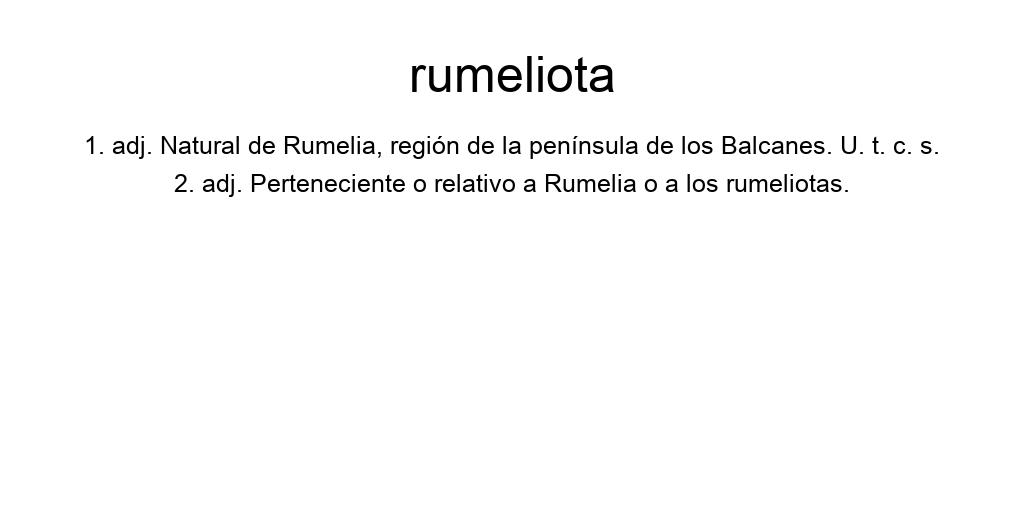 rumeliota
1. adj. Natural de Rumelia, región de la península de los Balcanes. U. t. c. s.
2. adj. Perteneciente o relativo a Rumelia o a los rumeliotas.